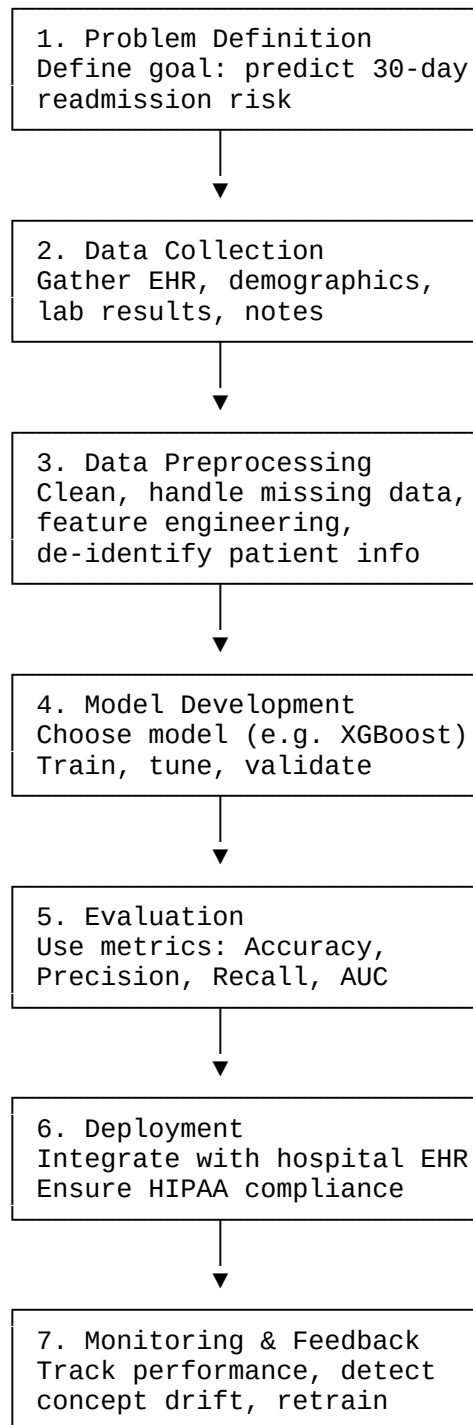 1. Problem Definition
Define goal: predict 30-day
readmission risk
2. Data Collection
Gather EHR, demographics,
lab results, notes
3. Data Preprocessing
Clean, handle missing data,
feature engineering,
de-identify patient info
4. Model Development
Choose model (e.g. XGBoost)
Train, tune, validate
5. Evaluation
Use metrics: Accuracy,
Precision, Recall, AUC
6. Deployment
Integrate with hospital EHR
Ensure HIPAA compliance
7. Monitoring & Feedback
Track performance, detect
concept drift, retrain